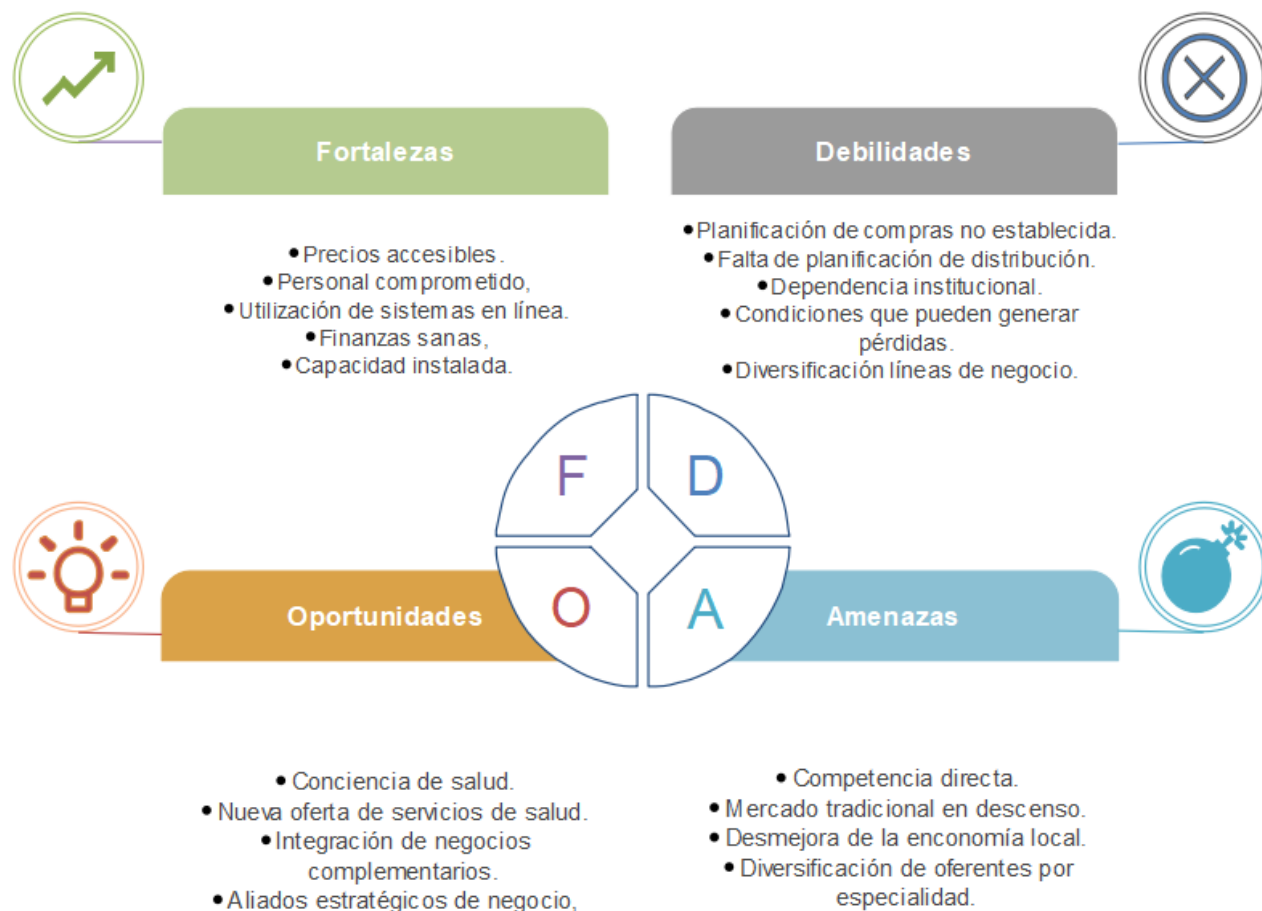 Fortalezas
• Precios accesibles.
• Personal comprometido,
• Utilización de sistemas en línea.
• Finanzas sanas,
• Capacidad instalada.
Debilidades
• Planificación de compras no establecida.
• Falta de planificación de distribución.
• Dependencia institucional.
• Condiciones que pueden generar
pérdidas.
• Diversificación líneas de negocio.
F
D
O
A
Oportunidades
• Conciencia de salud.
• Nueva oferta de servicios de salud.
• Integración de negocios
complementarios.
• Aliados estratégicos de negocio,
Amenazas
• Competencia directa.
• Mercado tradicional en descenso.
• Desmejora de la enconomía local.
• Diversificación de oferentes por
especialidad.